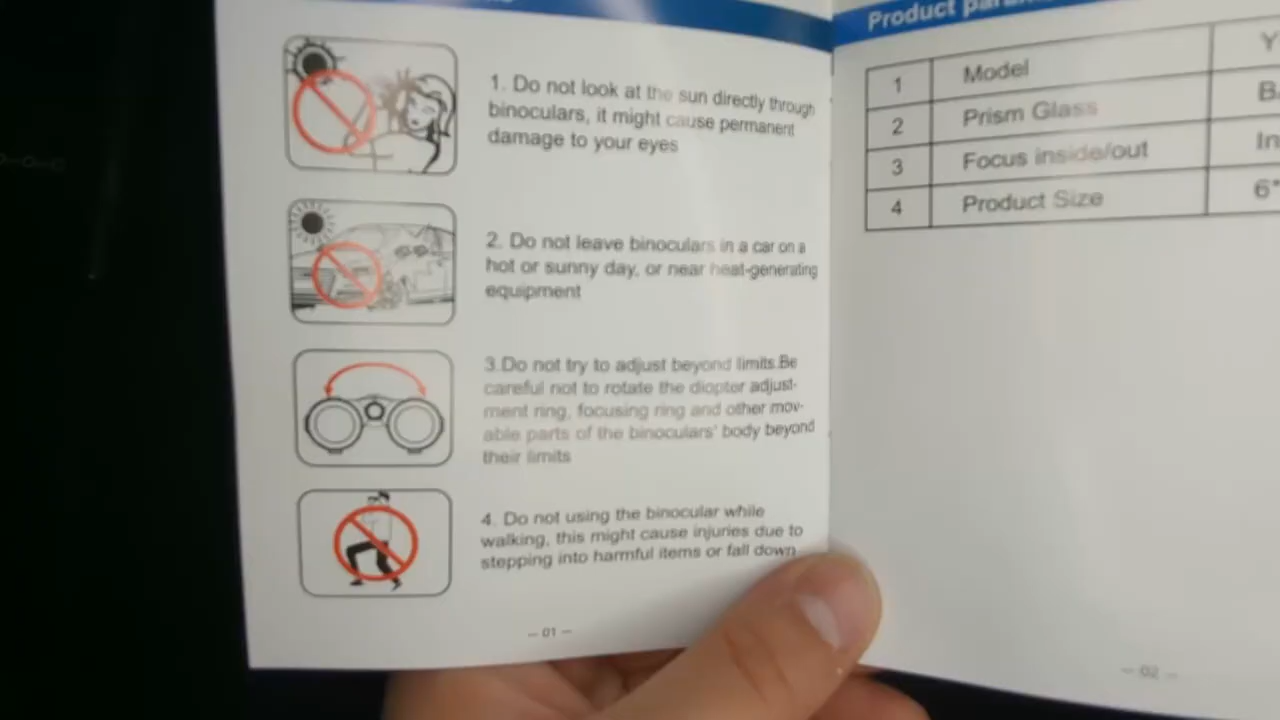 1. Do not look at the sun directly through
binoculars, it might cause permanent
damage to your eyes
2. Do not leave binoculars in a car on a
hot or sunny day, or near heat-generating
equipment
3.Do not try to adjust beyond limits.Be
careful not to rotate the diopter adjust-
ment ring, focusing ring and other mov-
able parts of the binoculars' body beyond
their limits
4. Do not using the binocular while
walking, this might cause injuries due to
stepping into harmful items or fall down
— 01 —
Product
1 Model Y
2 Prism Glass B
3 Focus inside/out In
4 Product Size 6*
— 02 —